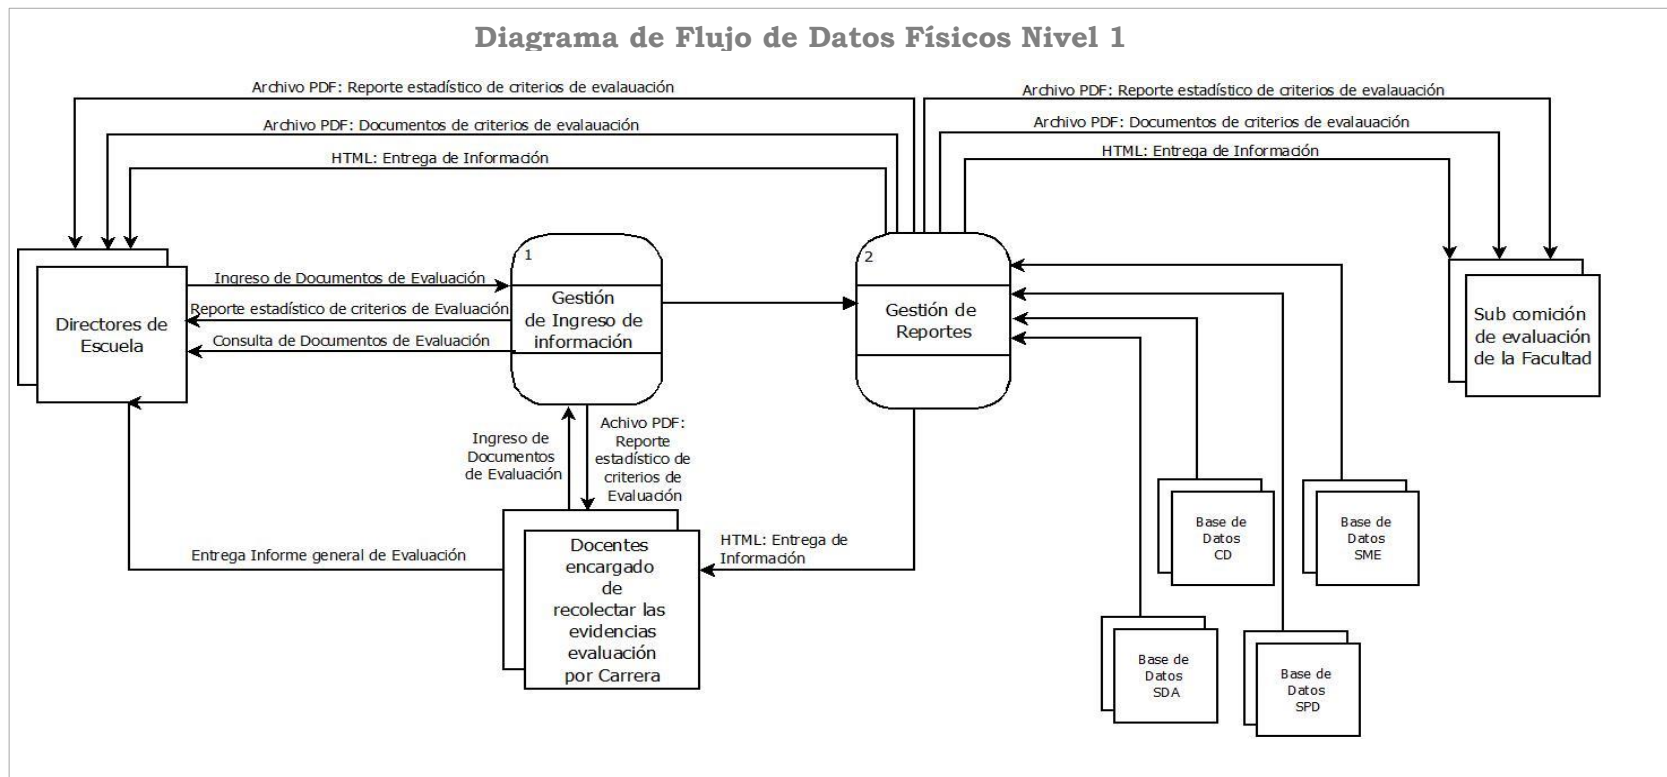 Diagrama de Flujo de Datos Físicos Nivel 1
Archivo PDF: Reporte estadístico de criterios de evalauación
Archivo PDF: Documentos de criterios de evalauación
HTML: Entrega de Información
Archivo PDF: Reporte estadístico de criterios de evalauación
Archivo PDF: Documentos de criterios de evalauación
HTML: Entrega de Información
Directores de
Escuela
Ingreso de Documentos de Evaluación
Reporte estadístico de criterios de Evaluación
Consulta de Documentos de Evaluación
1
Gestión
de Ingreso de
información
2
Gestión de
Reportes
Sub comición
de evaluación
de la Facultad
Ingreso de
Documentos
de Evaluación
Achivo PDF:
Reporte
estadístico de
criterios de
Evaluación
Entrega Informe general de Evaluación
Docentes
encargado
de
recolectar las
evidencias
evaluación
por Carrera
HTML: Entrega de
Información
Base de
Datos
CD
Base de
Datos
SME
Base de
Datos
SDA
Base de
Datos
SPD